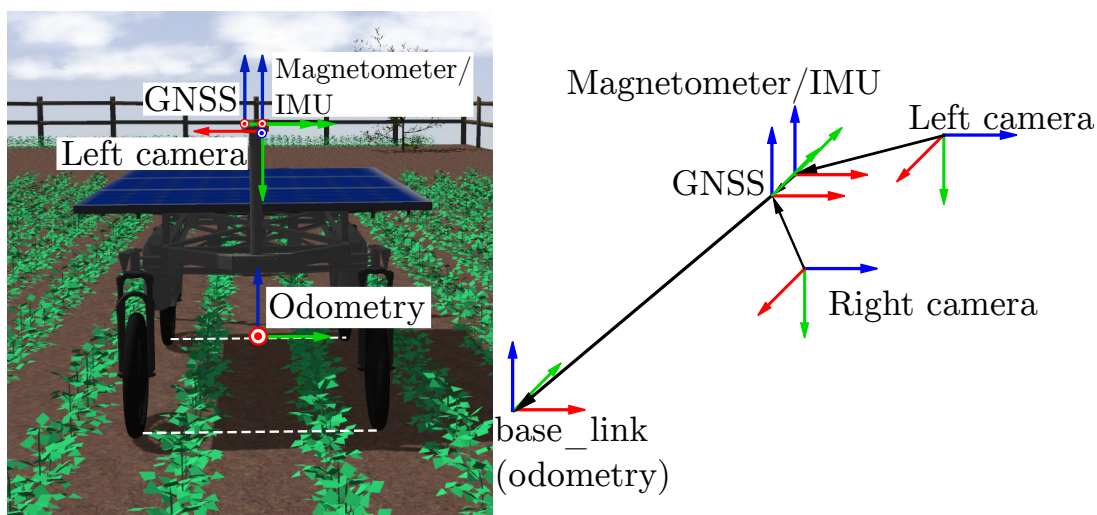 Magnetometer/
IMU
GNSS
Left camera
Odometry
Magnetometer/IMU
Left camera
GNSS
Right camera
base_link
(odometry)